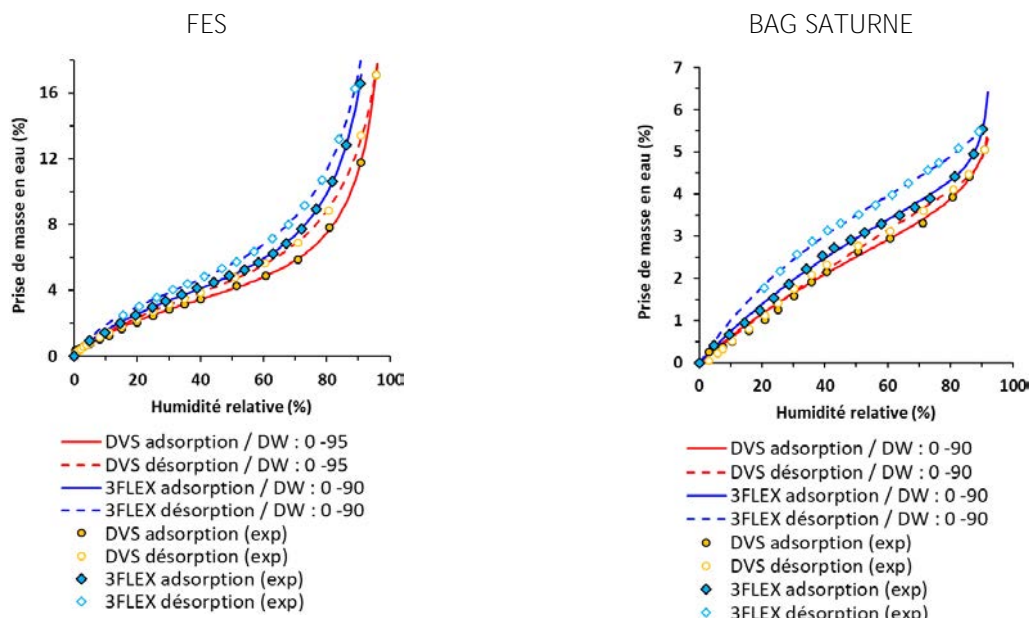 FES
16
12
8
4
0
0 20 40 60 80 100
Prise de masse en eau (%)
Humidité relative (%)
DVS adsorption / DW : 0 -95
DVS désorption / DW : 0 -95
3FLEX adsorption / DW : 0 -90
3FLEX désorption / DW : 0 -90
DVS adsorption (exp)
DVS désorption (exp)
3FLEX adsorption (exp)
3FLEX désorption (exp)
BAG SATURNE
7
6
5
4
3
2
1
0
0 20 40 60 80 100
Prise de masse en eau (%)
Humidité relative (%)
DVS adsorption / DW : 0 -90
DVS désorption / DW : 0 -90
3FLEX adsorption / DW : 0 -90
3FLEX désorption / DW : 0 -90
DVS adsorption (exp)
DVS désorption (exp)
3FLEX adsorption (exp)
3FLEX désorption (exp)